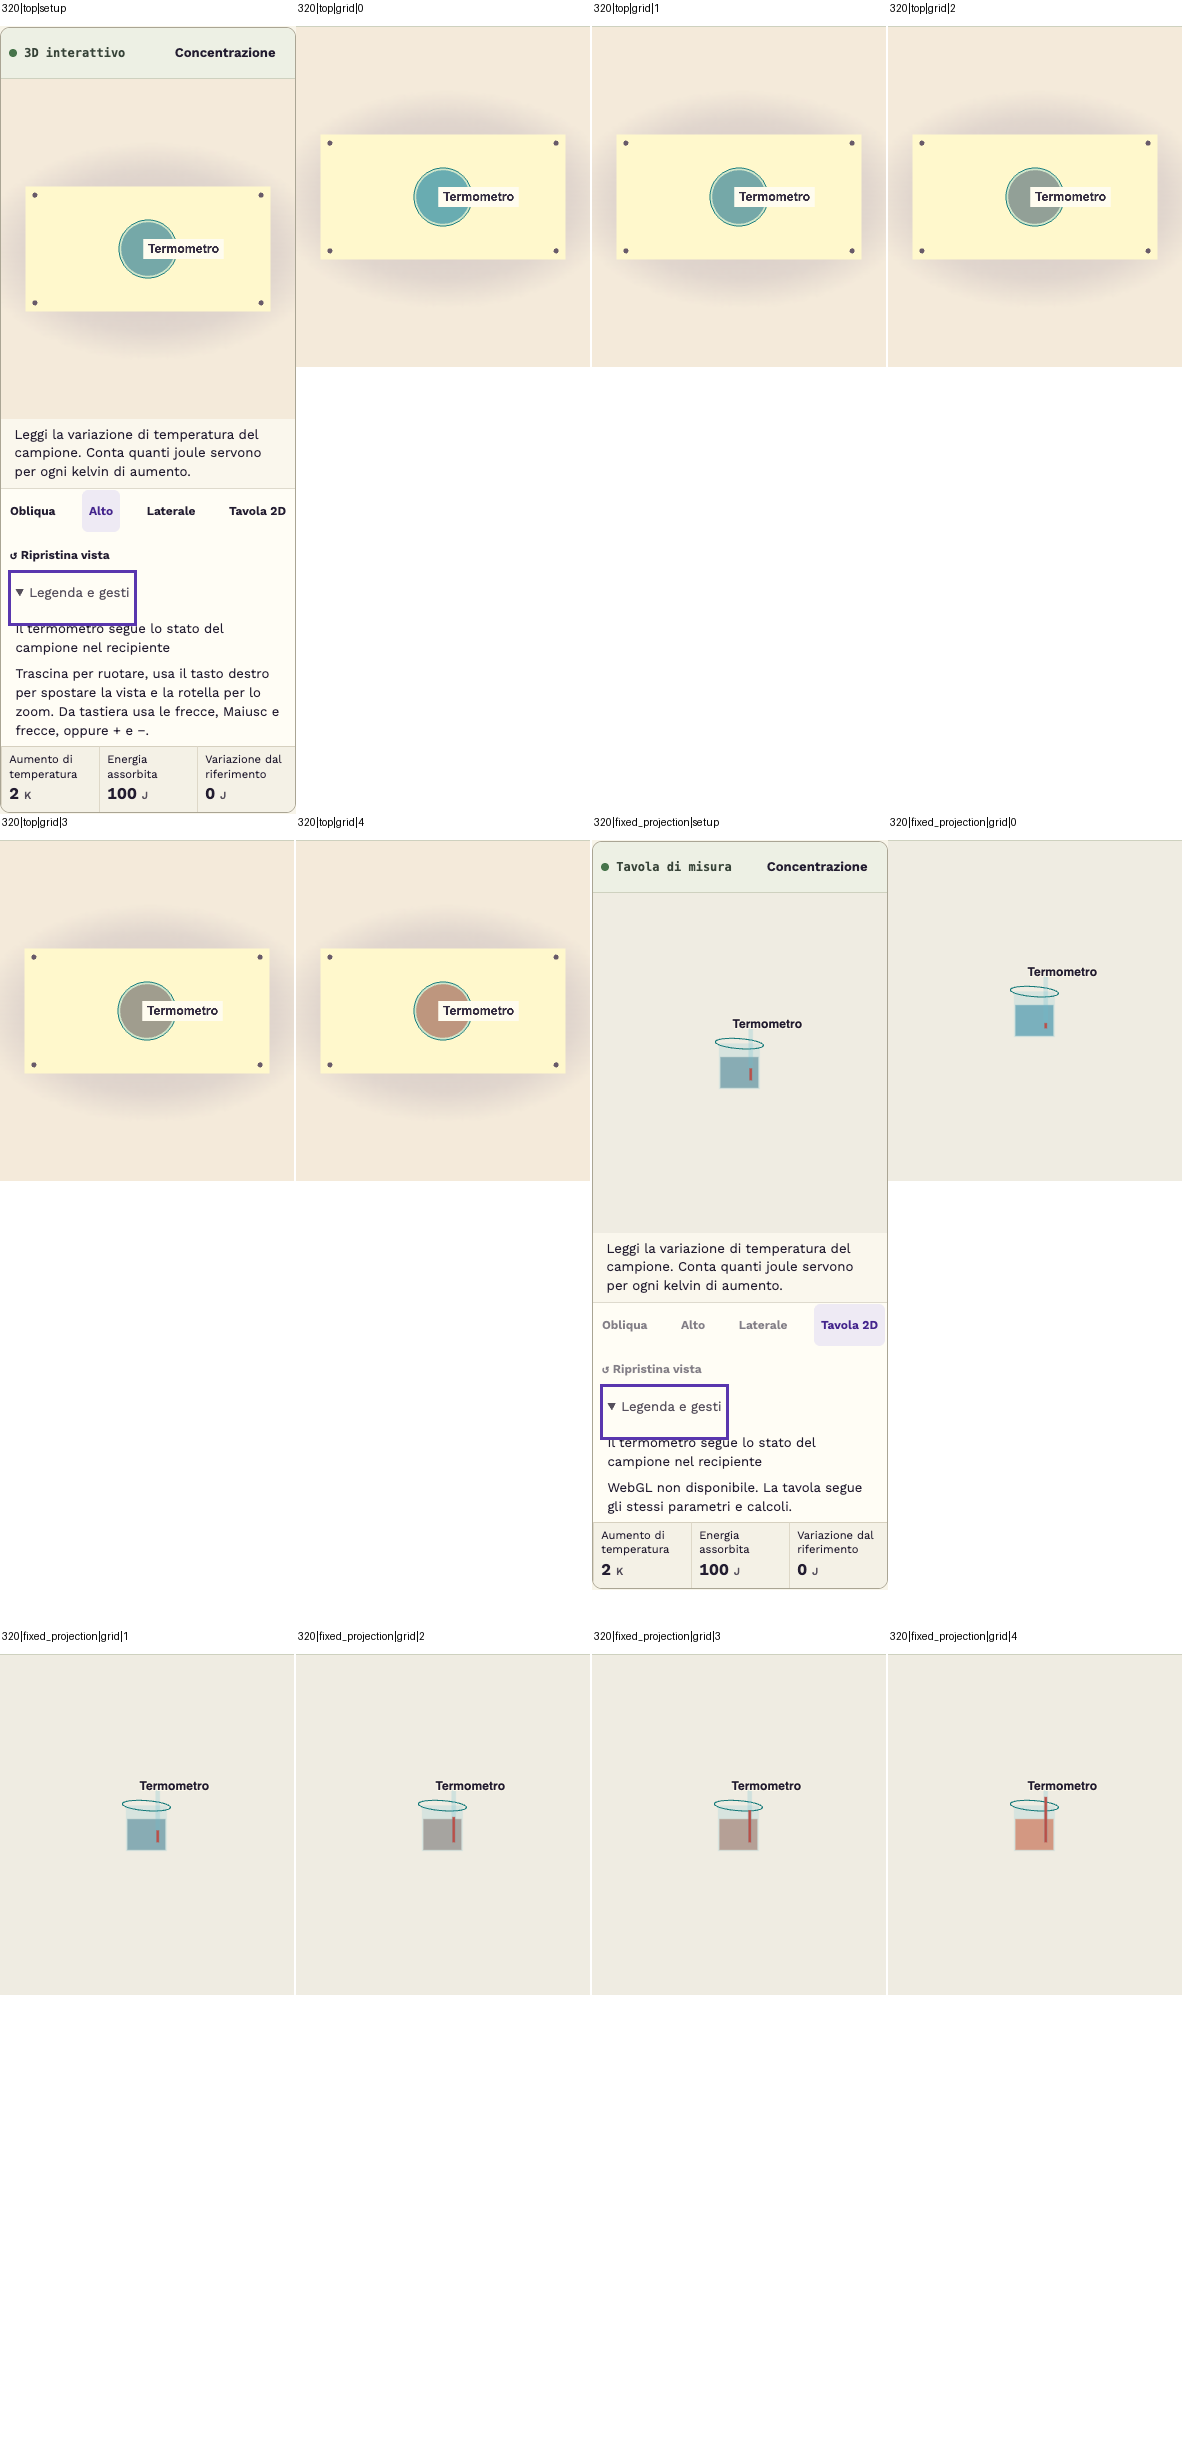 320|top|setup
320|top|grid|0
320|top|grid|1
320|top|grid|2
3D interattivo
Concentrazione
Termometro
Termometro
Termometro
Termometro
Leggi la variazione di temperatura del
campione. Conta quanti joule servono
per ogni kelvin di aumento.
Obliqua
Alto
Laterale
Tavola 2D
↺ Ripristina vista
▼ Legenda e gesti
Il termometro segue lo stato del
campione nel recipiente
Trascina per ruotare, usa il tasto destro
per spostare la vista e la rotella per lo
zoom. Da tastiera usa le frecce, Maiusc e
frecce, oppure + e −.
Aumento di
temperatura
2 K
Energia
assorbita
100 J
Variazione dal
riferimento
0 J
320|top|grid|3
320|top|grid|4
320|fixed_projection|setup
320|fixed_projection|grid|0
Termometro
Termometro
Tavola di misura
Concentrazione
Termometro
Termometro
Leggi la variazione di temperatura del
campione. Conta quanti joule servono
per ogni kelvin di aumento.
Obliqua
Alto
Laterale
Tavola 2D
↺ Ripristina vista
▼ Legenda e gesti
Il termometro segue lo stato del
campione nel recipiente
WebGL non disponibile. La tavola segue
gli stessi parametri e calcoli.
Aumento di
temperatura
2 K
Energia
assorbita
100 J
Variazione dal
riferimento
0 J
320|fixed_projection|grid|1
320|fixed_projection|grid|2
320|fixed_projection|grid|3
320|fixed_projection|grid|4
Termometro
Termometro
Termometro
Termometro